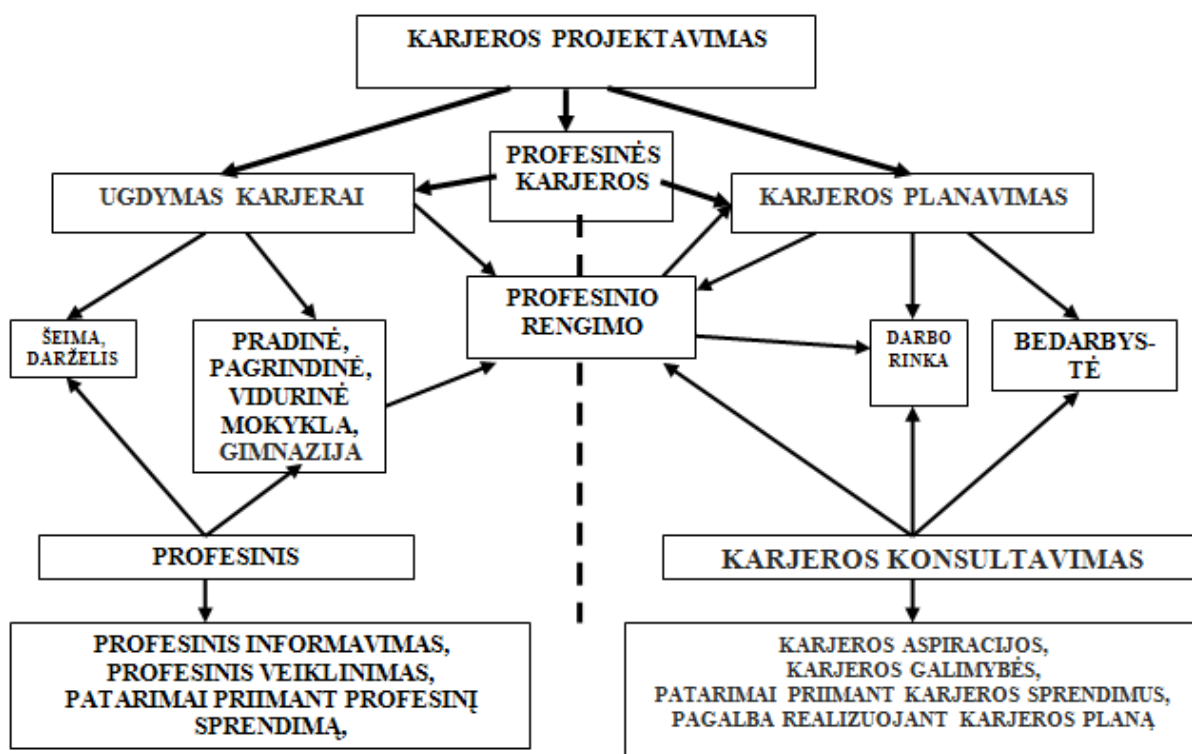 KARJEROS PROJEKTAVIMAS
PROFESINĖS
KARJEROS
UGDYMAS KARJERAI
KARJEROS PLANAVIMAS
PROFESINIO
RENGIMO
ŠEIMA,
DARŽELIS
PRADINĖ,
PAGRINDINĖ,
VIDURINĖ
MOKYKLA,
GIMNAZIJA
DARBO
RINKA
BEDARBYS-
TĖ
PROFESINIS
KARJEROS KONSULTAVIMAS
PROFESINIS INFORMAVIMAS,
PROFESINIS VEIKLINIMAS,
PATARIMAI PRIIMANT PROFESINĮ
SPRENDIMĄ,
KARJEROS ASPIRACIJOS,
KARJEROS GALIMYBĖS,
PATARIMAI PRIIMANT KARJEROS SPRENDIMUS,
PAGALBA REALIZUOJANT KARJEROS PLANĄ